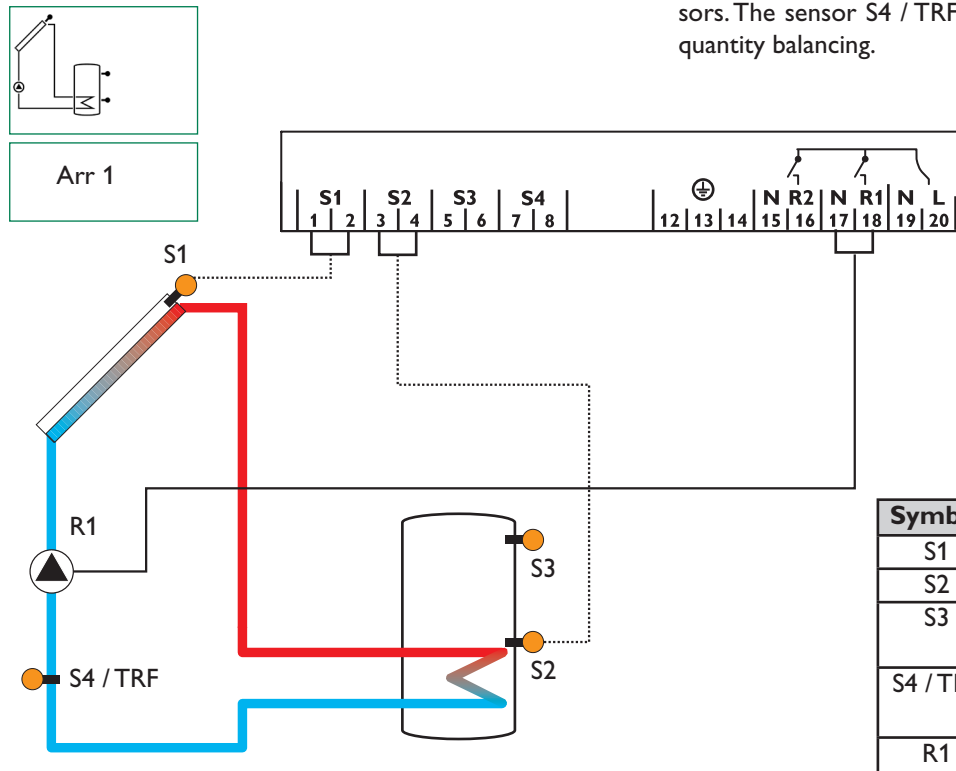 sors. The sensor S4 / TRF
quantity balancing.
Arr 1
S1 S2 S3 S4 N R2 N R1 N L
1 2 3 4 5 6 7 8 12 13 14 15 16 17 18 19 20
S1
R1
S3
S2
S4 / TRF
Symb
S1
S2
S3
S4 / T
R1